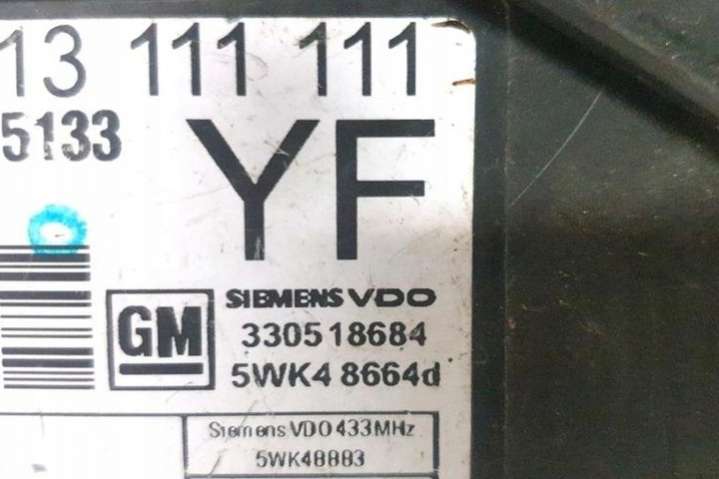 13 111 111
5133
YF
SIEMENS VDO
GM
330518684
5WK4 8664d
Siemens VDO 433MHz
5WK48883